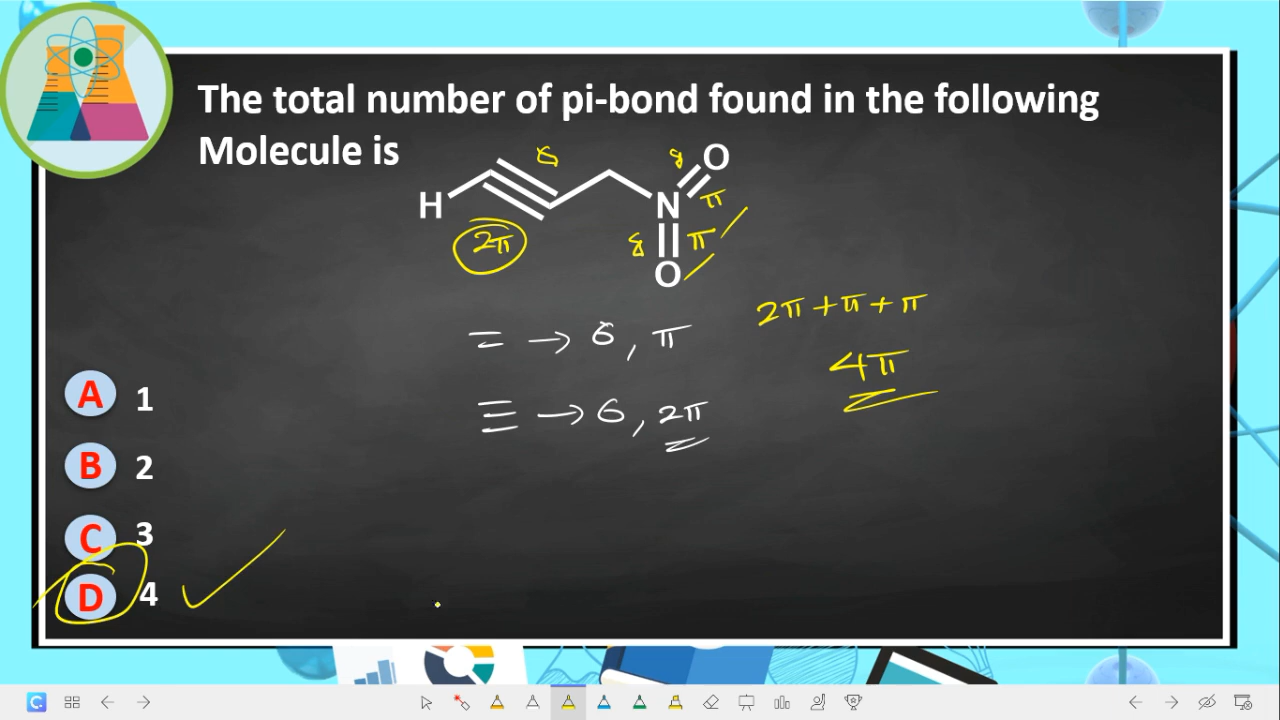 The total number of pi-bond found in the following
Molecule is
H
N
O
O
σ
2π
σ
π
σ
π
= → σ, π
≡ → σ, 2π
2π + π + π
4π
A 1
B 2
C 3
D 4